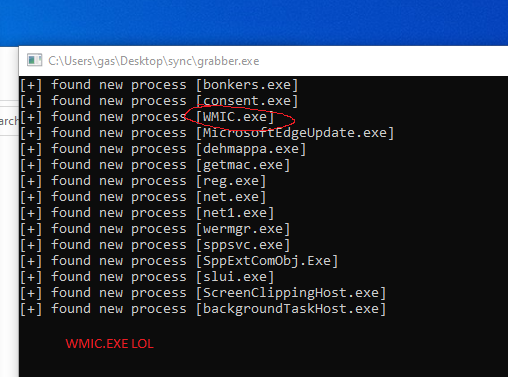 C:\Users\gas\Desktop\sync\grabber.exe
[+] found new process [bonkers.exe]
[+] found new process [consent.exe]
arch
[+] found new process [WMIC.exe]
[+] found new process [MicrosoftEdgeUpdate.exe]
[+] found new process [dehmappa.exe]
[+] found new process [getmac.exe]
[+] found new process [reg.exe]
[+] found new process [net.exe]
[+] found new process [net1.exe]
[+] found new process [wermgr.exe]
[+] found new process [sppsvc.exe]
[+] found new process [SppExtComObj.Exe]
[+] found new process [slui.exe]
[+] found new process [ScreenClippingHost.exe]
[+] found new process [backgroundTaskHost.exe]
WMIC.EXE LOL